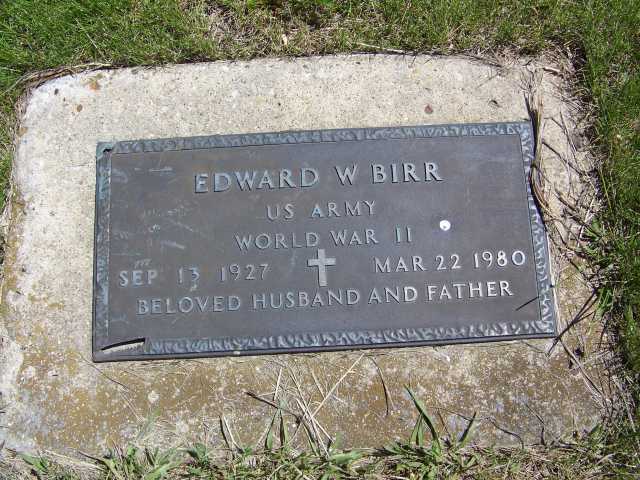 EDWARD W BIRR
US ARMY
WORLD WAR II
SEP 13 1927 MAR 22 1980
BELOVED HUSBAND AND FATHER